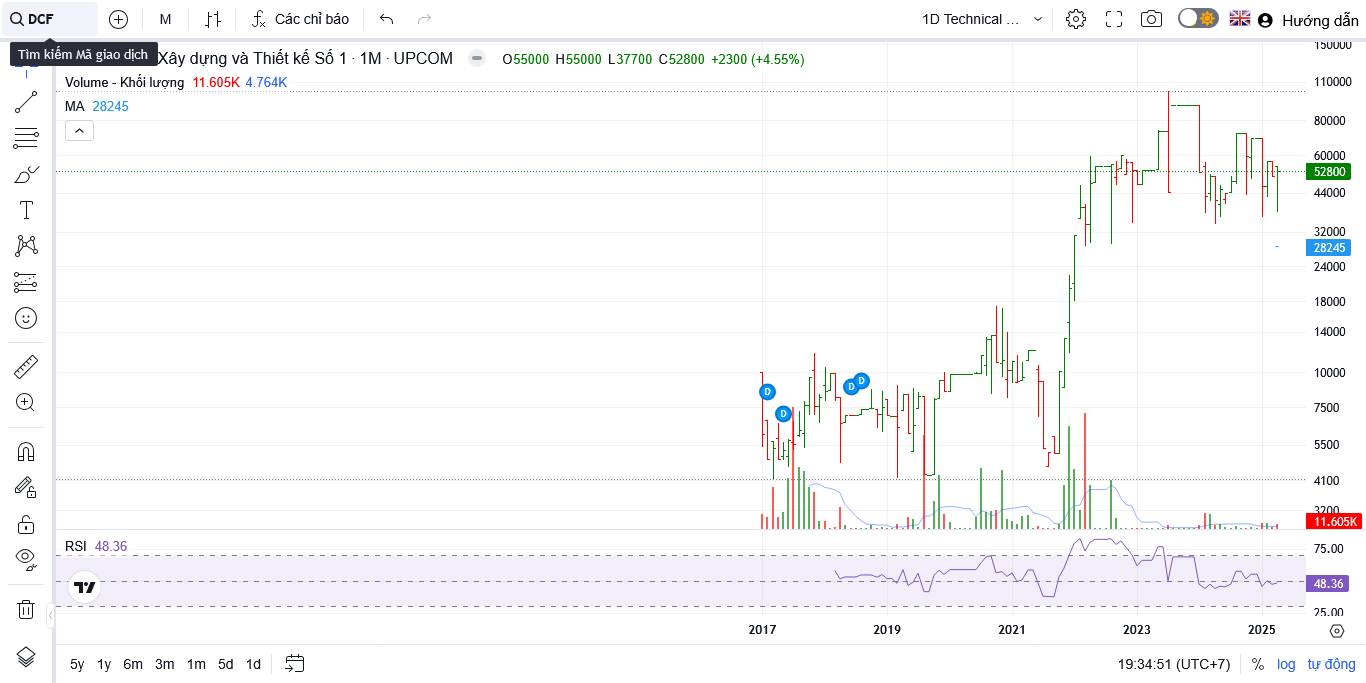 DCF
M
Các chỉ báo
1D Technical ...
Hướng dẫn
Tìm kiếm Mã giao dịch
Xây dựng và Thiết kế Số 1 · 1M · UPCOM
O55000 H55000 L37700 C52800 +2300 (+4.55%)
Volume - Khối lượng 11.605K 4.764K
MA 28245
150000
110000
80000
60000
52800
44000
32000
28245
24000
18000
14000
10000
7500
5500
4100
3200
11.605K
D
D
D
D
RSI 48.36
75.00
48.36
25.00
2017
2019
2021
2023
2025
5y 1y 6m 3m 1m 5d 1d
19:34:51 (UTC+7)
% log tự động